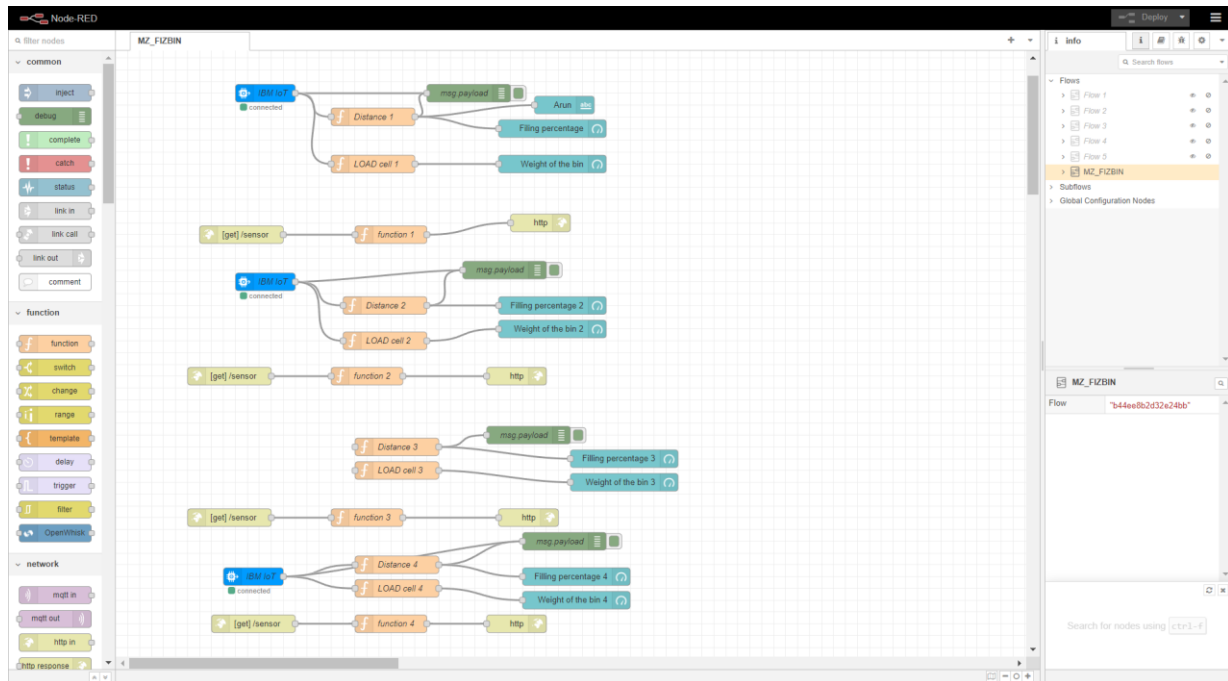 Node-RED
Deploy
filter nodes
MZ_FIZBIN
info
i
Search flows
common
inject
debug
complete
catch
status
link in
link call
link out
comment
function
function
switch
change
range
template
delay
trigger
filter
OpenWhisk
network
mqtt in
mqtt out
http in
http response
IBM IoT
connected
msg.payload
Distance 1
Arun
abc
Filing percentage
LOAD cell 1
Weight of the bin
[get] /sensor
function 1
http
IBM IoT
connected
msg.payload
Distance 2
Filling percentage 2
Weight of the bin 2
LOAD cell 2
[get] /sensor
function 2
http
msg.payload
Distance 3
Filling percentage 3
LOAD cell 3
Weight of the bin 3
[get] /sensor
function 3
http
msg.payload
Distance 4
IBM IoT
connected
Filling percentage 4
LOAD cell 4
Weight of the bin 4
[get] /sensor
function 4
http
Flows
Flow 1
Flow 2
Flow 3
Flow 4
Flow 5
MZ_FIZBIN
Subflows
Global Configuration Nodes
MZ_FIZBIN
Flow "b44ee8b2d32e24bb"
Search for nodes using ctrl-f